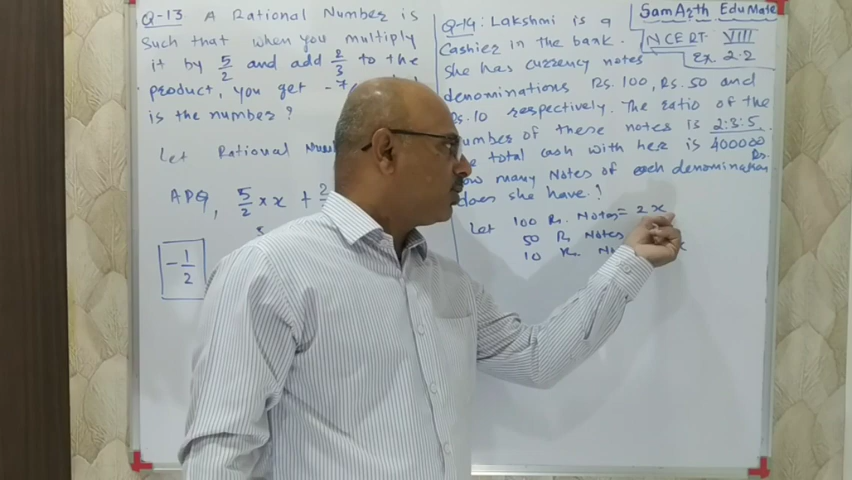 Q-13 A Rational Number is
such that when you multiply
it by 5/2 and add 2/3 to the
product, you get -7/
is the number?
Let Rational Num
APQ, 5/2 × x + 2
-1/2
SamArth EduMate
NCERT VIII
Ex. 2.2
Q-14: Lakshmi is a
Cashier in the bank.
She has currency notes
denominations Rs. 100, Rs. 50 and
Rs. 10 respectively. The ratio of the
number of these notes is 2:3:5.
The total cash with her is 400000
Rs.
How many Notes of each denomination
does she have?
Let 100 Rs. Notes = 2x
50 Rs. Notes
10 Rs. No x